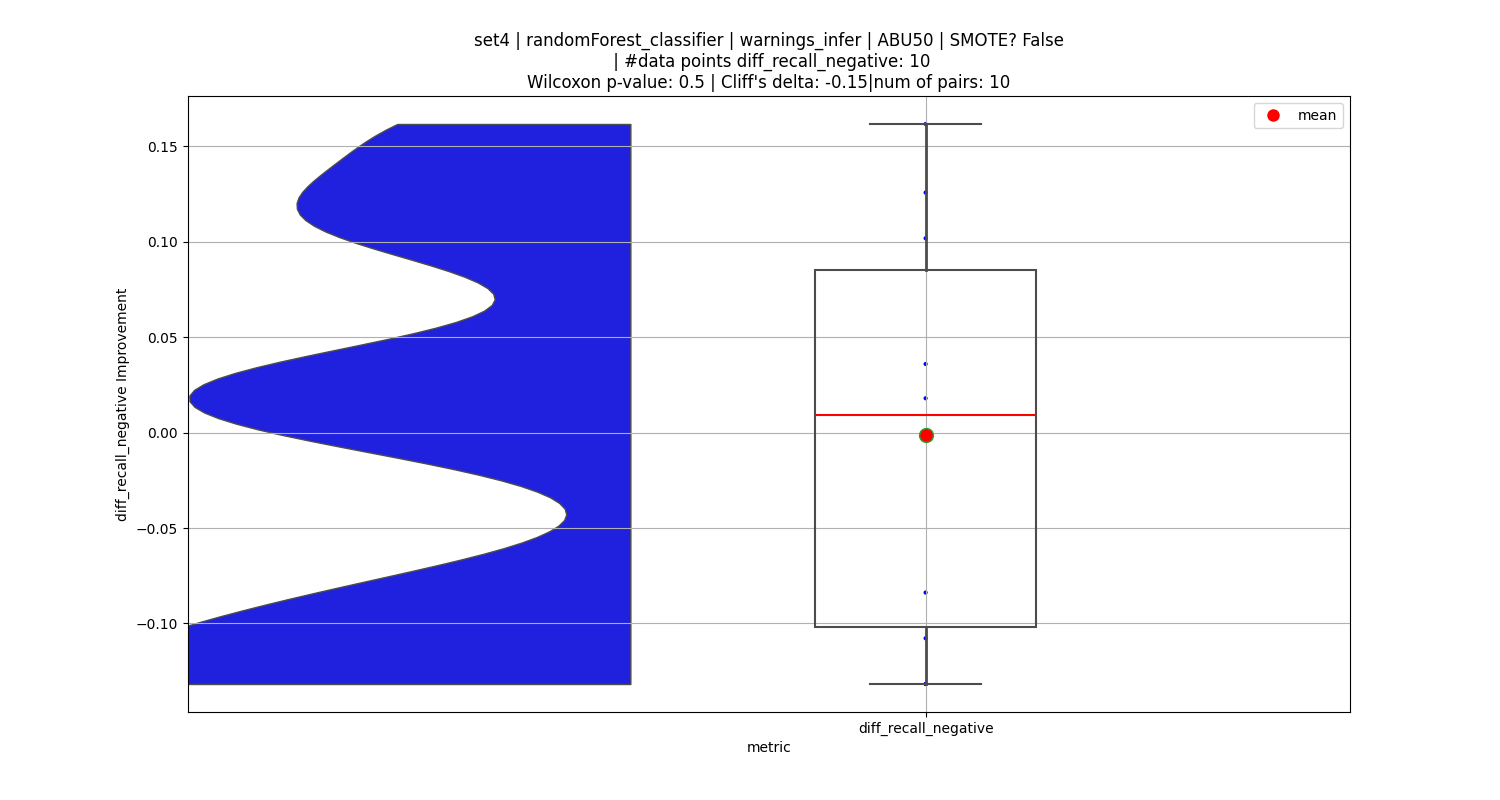 set4 | randomForest_classifier | warnings_infer | ABU50 | SMOTE? False
| #data points diff_recall_negative: 10
Wilcoxon p-value: 0.5 | Cliff's delta: -0.15|num of pairs: 10
mean
0.15
0.10
0.05
0.00
−0.05
−0.10
diff_recall_negative Improvement
diff_recall_negative
metric